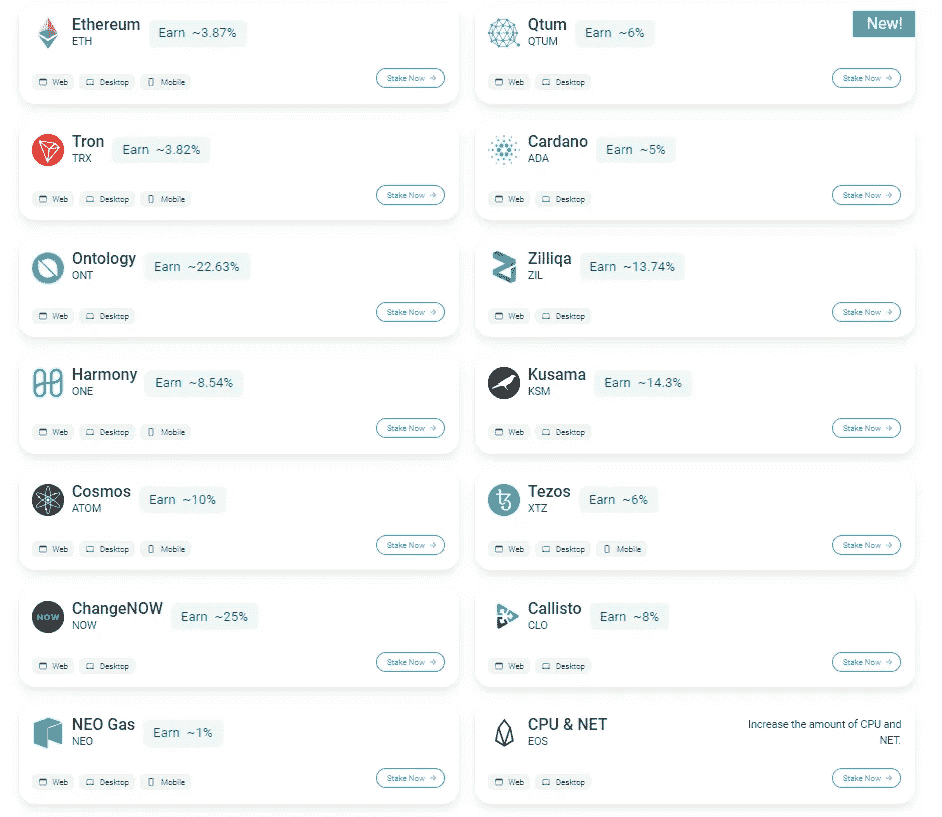 Ethereum
ETH
Earn ~3.87%
Web Desktop Mobile
Stake Now
Qtum
QTUM
Earn ~6%
New!
Web Desktop
Stake Now
Tron
TRX
Earn ~3.82%
Web Desktop Mobile
Stake Now
Cardano
ADA
Earn ~5%
Web Desktop
Stake Now
Ontology
ONT
Earn ~22.63%
Web Desktop
Stake Now
Zilliqa
ZIL
Earn ~13.74%
Web Desktop
Stake Now
Harmony
ONE
Earn ~8.54%
Web Desktop Mobile
Stake Now
Kusama
KSM
Earn ~14.3%
Web Desktop
Stake Now
Cosmos
ATOM
Earn ~10%
Web Desktop Mobile
Stake Now
Tezos
XTZ
Earn ~6%
Web Desktop Mobile
Stake Now
NOW
ChangeNOW
NOW
Earn ~25%
Web Desktop
Stake Now
Callisto
CLO
Earn ~8%
Web Desktop
Stake Now
NEO Gas
NEO
Earn ~1%
Web Desktop Mobile
Stake Now
CPU & NET
EOS
Increase the amount of CPU and
NET.
Web Desktop
Stake Now